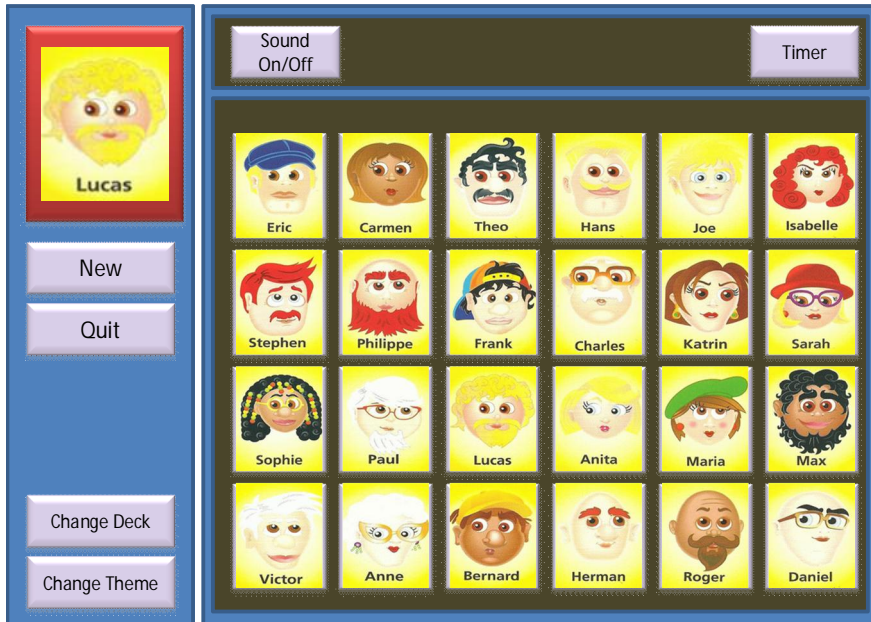 Lucas
New
Quit
Change Deck
Change Theme
Sound
On/Off
Timer
Eric
Carmen
Theo
Hans
Joe
Isabelle
Stephen
Philippe
Frank
Charles
Katrin
Sarah
Sophie
Paul
Lucas
Anita
Maria
Max
Victor
Anne
Bernard
Herman
Roger
Daniel